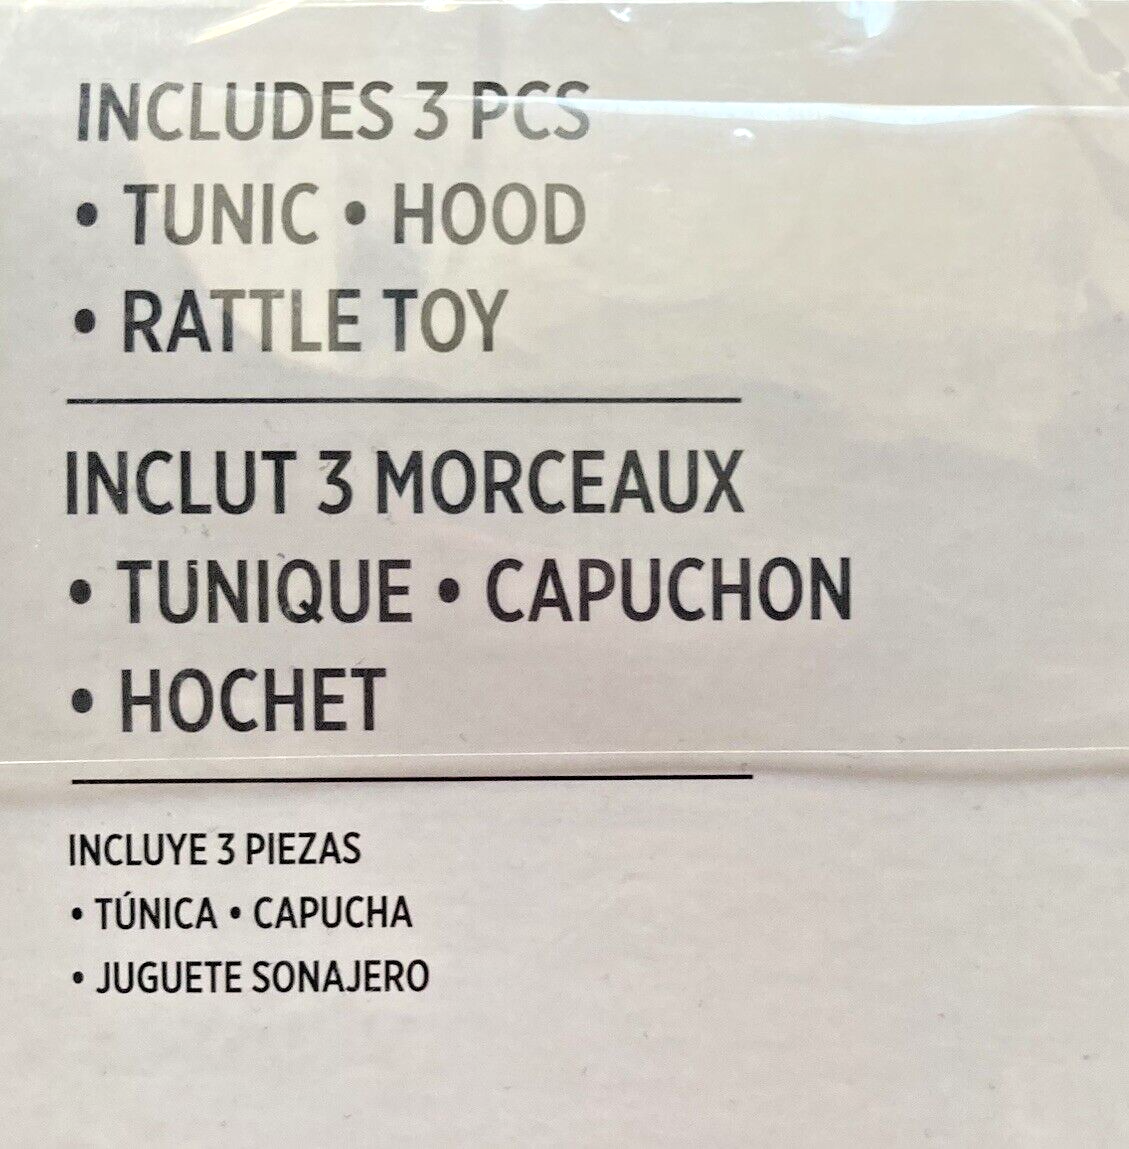 INCLUDES 3 PCS
• TUNIC • HOOD
• RATTLE TOY
INCLUT 3 MORCEAUX
• TUNIQUE • CAPUCHON
• HOCHET
INCLUYE 3 PIEZAS
• TÚNICA • CAPUCHA
• JUGUETE SONAJERO